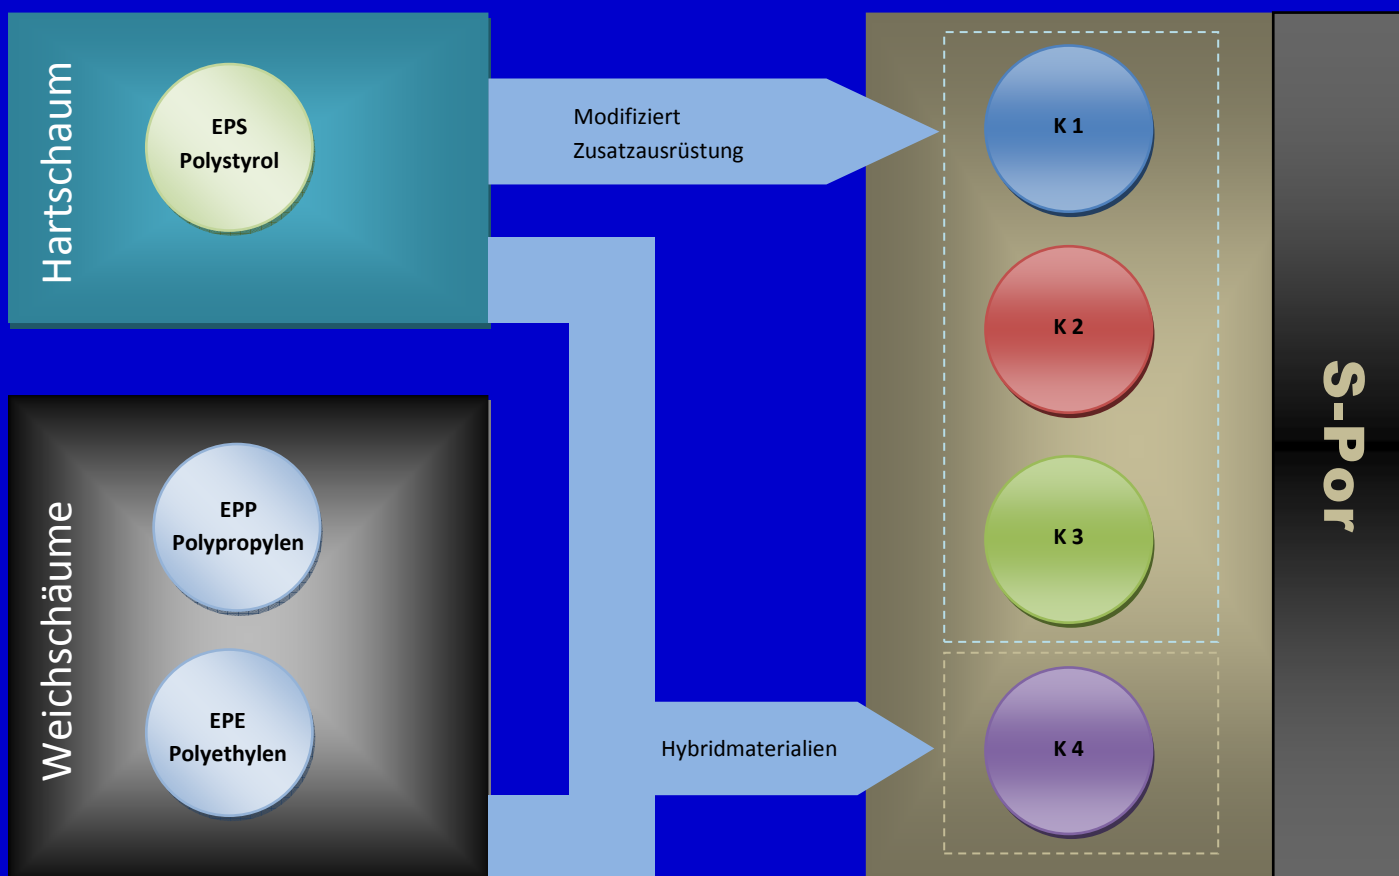 Hartschaum
EPS
Polystyrol
Modifiziert
Zusatzausrüstung
Weichschäume
EPP
Polypropylen
EPE
Polyethylen
Hybridmaterialien
K 1
K 2
K 3
K 4
S-Por